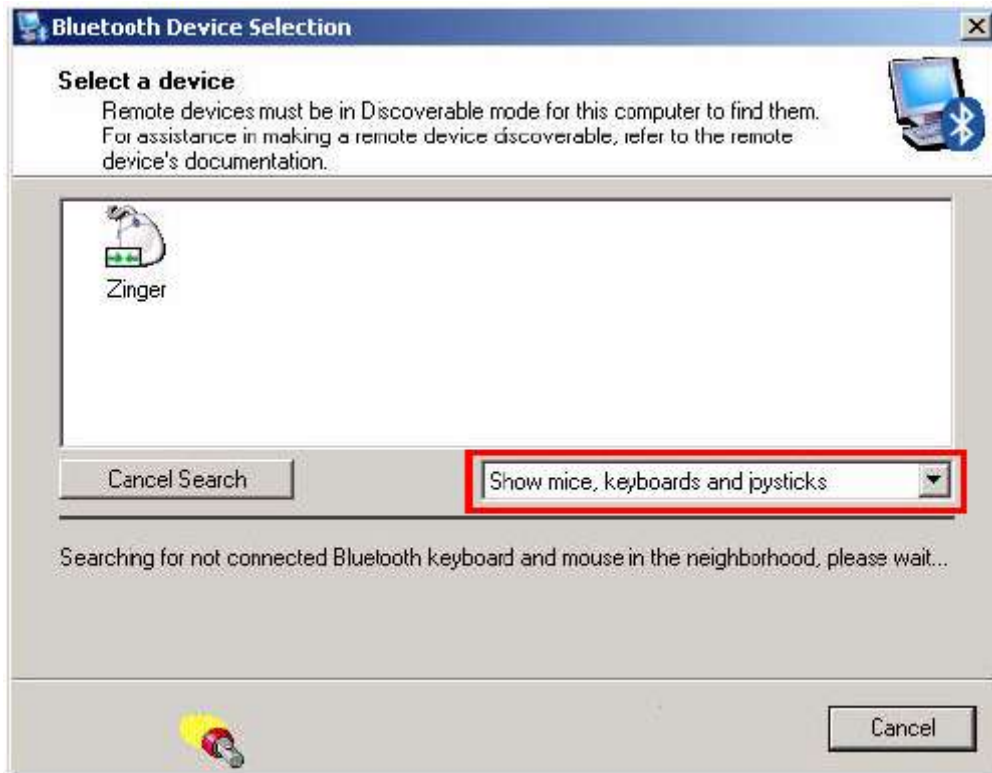 Bluetooth Device Selection
Select a device
Remote devices must be in Discoverable mode for this computer to find them.
For assistance in making a remote device discoverable, refer to the remote
device's documentation.
Zinger
Cancel Search
Show mice, keyboards and joysticks
Searching for not connected Bluetooth keyboard and mouse in the neighborhood, please wait...
Cancel